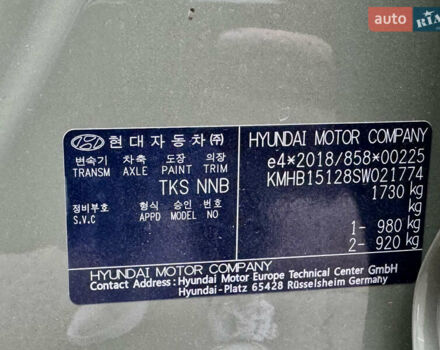 auto RIA
현대자동차㈜
변속기 차축 도장 의장
TRANSM AXLE PAINT TRIM
TKS NNB
정비부호 형식 승인 번호
S.V.C APPD MODEL NO
HYUNDAI MOTOR COMPANY
e4*2018/858*00225
KMHB15128SW021774
1730 kg
kg
1- 980 kg
2- 920 kg
HYUNDAI MOTOR COMPANY
Contact Address: Hyundai Motor Europe Technical Center GmbH
Hyundai-Platz 65428 Rüsselsheim Germany